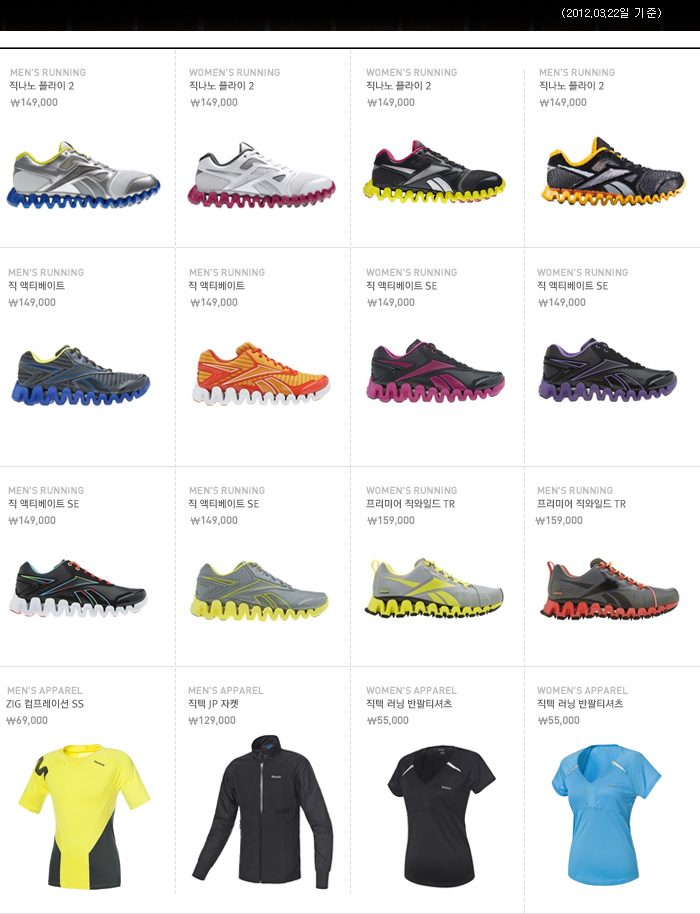 (2012.03.22일 기준)
MEN'S RUNNING
직나노 플라이 2
₩149,000
WOMEN'S RUNNING
직나노 플라이 2
₩149,000
WOMEN'S RUNNING
직나노 플라이 2
₩149,000
MEN'S RUNNING
직나노 플라이 2
₩149,000
MEN'S RUNNING
직 액티베이트
₩149,000
MEN'S RUNNING
직 액티베이트
₩149,000
WOMEN'S RUNNING
직 액티베이트 SE
₩149,000
WOMEN'S RUNNING
직 액티베이트 SE
₩149,000
MEN'S RUNNING
직 액티베이트 SE
₩149,000
MEN'S RUNNING
직 액티베이트 SE
₩149,000
WOMEN'S RUNNING
프리미어 직와일드 TR
₩159,000
MEN'S RUNNING
프리미어 직와일드 TR
₩159,000
MEN'S APPAREL
ZIG 컴프레이션 SS
₩69,000
MEN'S APPAREL
직텍 JP 자켓
₩129,000
WOMEN'S APPAREL
직텍 러닝 반팔티셔츠
₩55,000
WOMEN'S APPAREL
직텍 러닝 반팔티셔츠
₩55,000